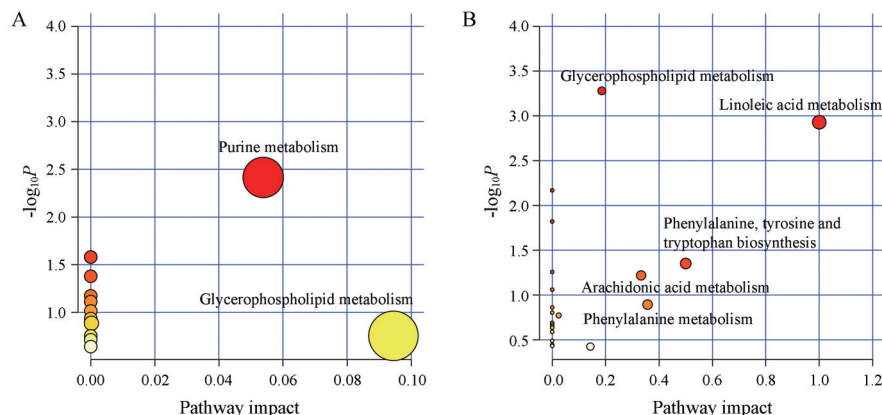 A
4.0
3.5
3.0
2.5
2.0
1.5
1.0
-log10P
Purine metabolism
Glycerophospholipid metabolism
0.00
0.02
0.04
0.06
0.08
0.10
Pathway impact
B
4.0
3.5
3.0
2.5
2.0
1.5
1.0
0.5
-log10P
Glycerophospholipid metabolism
Linoleic acid metabolism
Phenylalanine, tyrosine and
tryptophan biosynthesis
Arachidonic acid metabolism
Phenylalanine metabolism
0.0
0.2
0.4
0.6
0.8
1.0
1.2
Pathway impact